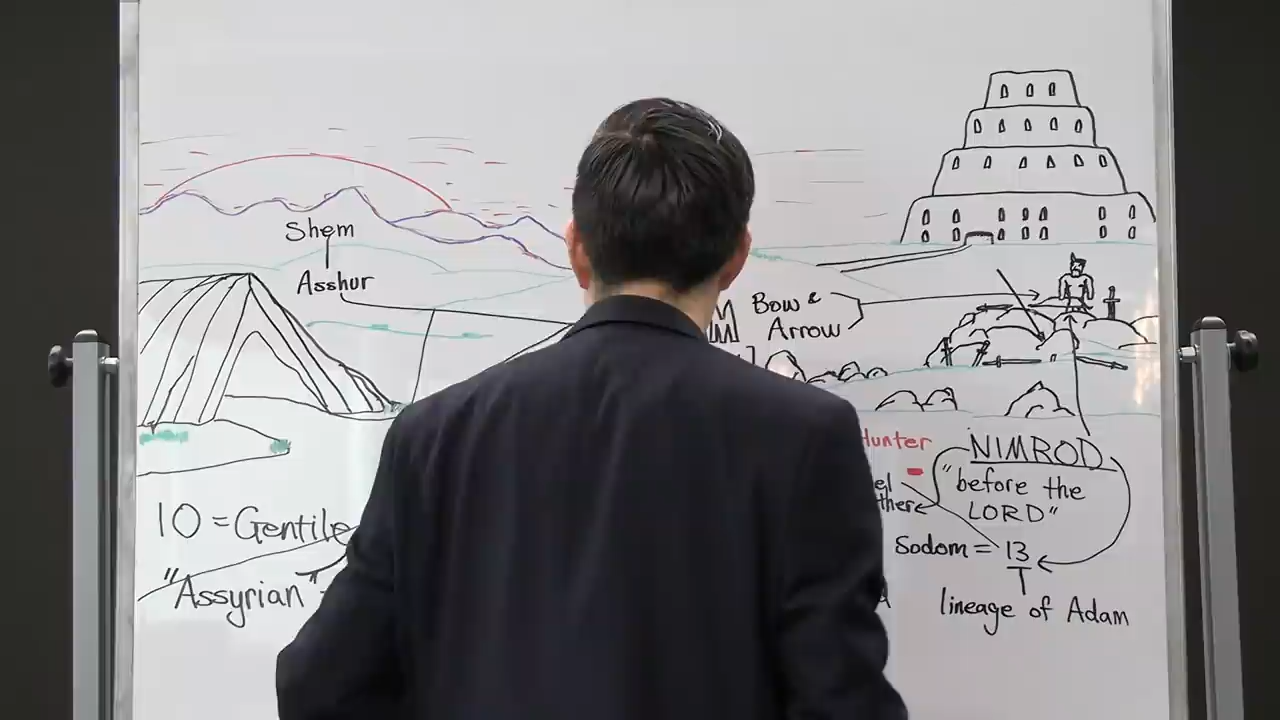 Shem
Asshur
Bow &
Arrow
Hunter
NIMROD
"before the
LORD"
Sodom = 13
lineage of Adam
10 = Gentile
"Assyrian"